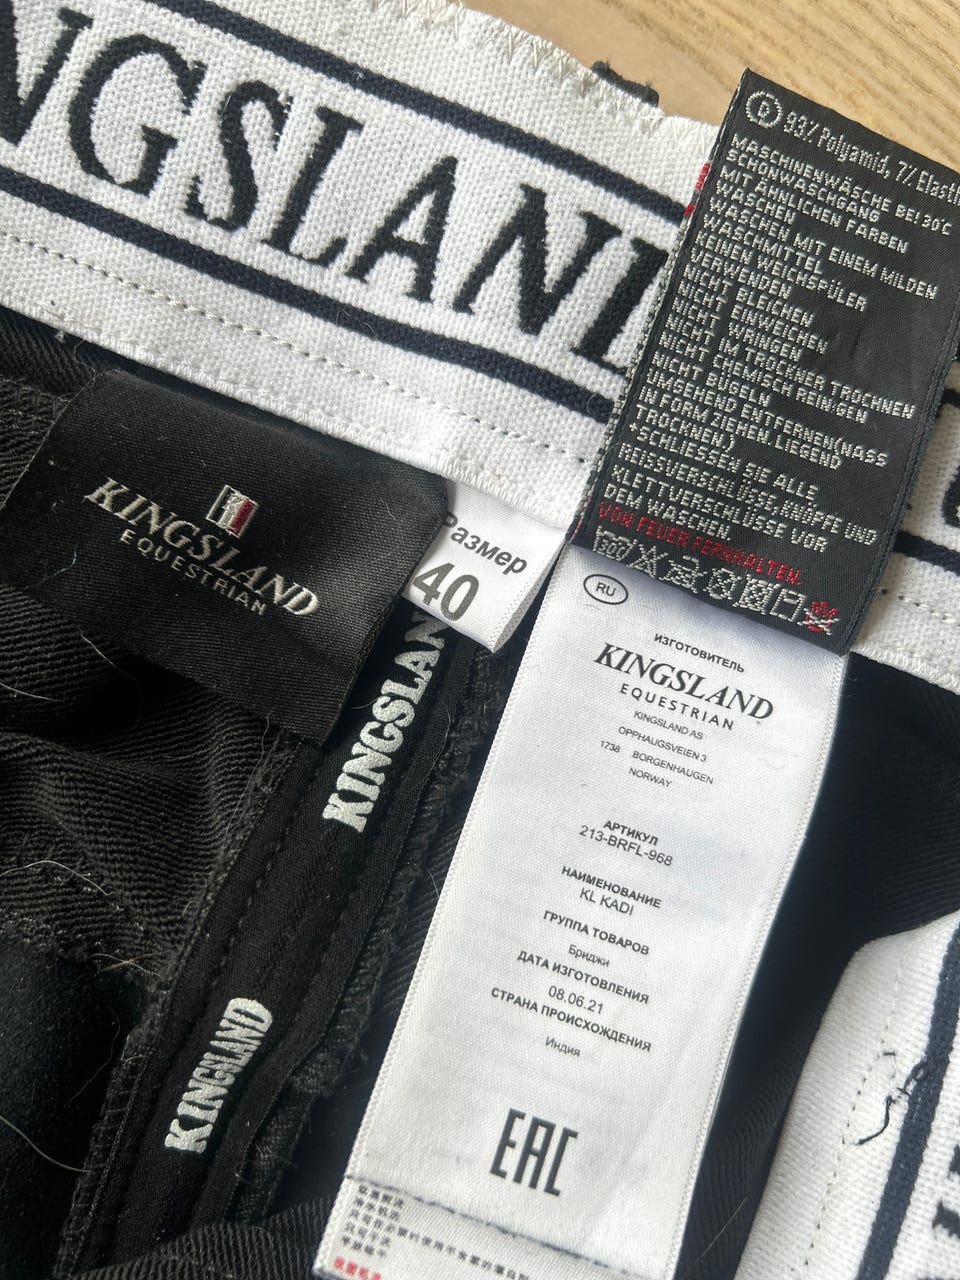 NGSLAND
KINGSLAND
EQUESTRIAN
Размер
40
KINGSLAN
KINGSLAND
D 93% Polyamid, 7% Elasth
MASCHINENWÄSCHE BEI 30°C
SCHONWASCHGANG
MIT ÄHNLICHEN FARBEN
WASCHEN
WASCHEN MIT EINEM MILDEN
WASCHMITTEL
KEINEN WEICHSPÜLER
VERWENDEN
NICHT BLEICHEN
NICHT EINWEICHEN
NICHT WRINGEN
NICHT IM TROCKNER TROCKNEN
NICHT CHEMISCH REINIGEN
NICHT BÜGELN
UMGEHEND ENTFERNEN(NASS
IN FORM ZIEHEN, LIEGEND
TROCKNEN.)
*SCHLIESSEN SIE ALLE
REISSVERSCHLÜSSE, KNÖPFE UND
KLETTVERSCHLÜSSE VOR
DEM WASCHEN
VON FEUER FERNHALTEN.
RU
ИЗГОТОВИТЕЛЬ
KINGSLAND
EQUESTRIAN
KINGSLAND AS
OPPHAUGSVEIEN 3
1738 BORGENHAUGEN
NORWAY
АРТИКУЛ
213-BRFL-968
НАИМЕНОВАНИЕ
KL KADI
ГРУППА ТОВАРОВ
Бриджи
ДАТА ИЗГОТОВЛЕНИЯ
08.06.21
СТРАНА ПРОИСХОЖДЕНИЯ
Индия
EAC